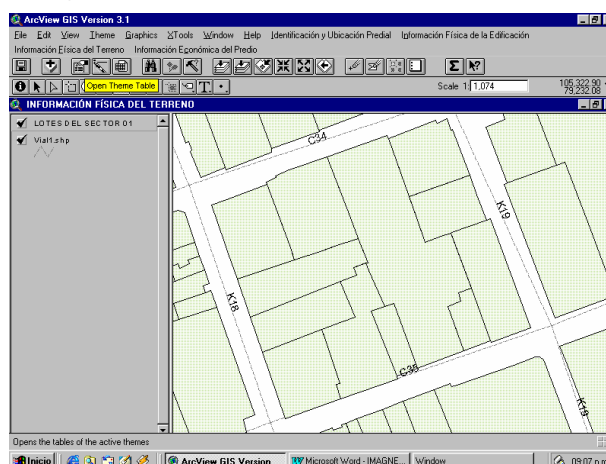 ArcView GIS Version 3.1
File Edit View Theme Graphics XTools Window Help Identificación y Ubicación Predial Información Física de la Edificación
Información Física del Terreno Información Económica del Predio
Open Theme Table
Scale 1: 1,074
105,322.90
79,232.08
INFORMACIÓN FÍSICA DEL TERRENO
LOTES DEL SECTOR 01
Vial1.shp
C34
K19
K18
C35
K19
Opens the tables of the active themes
Inicio
ArcView GIS Version
Microsoft Word - IMAGNE...
Window
09:07 p.m.